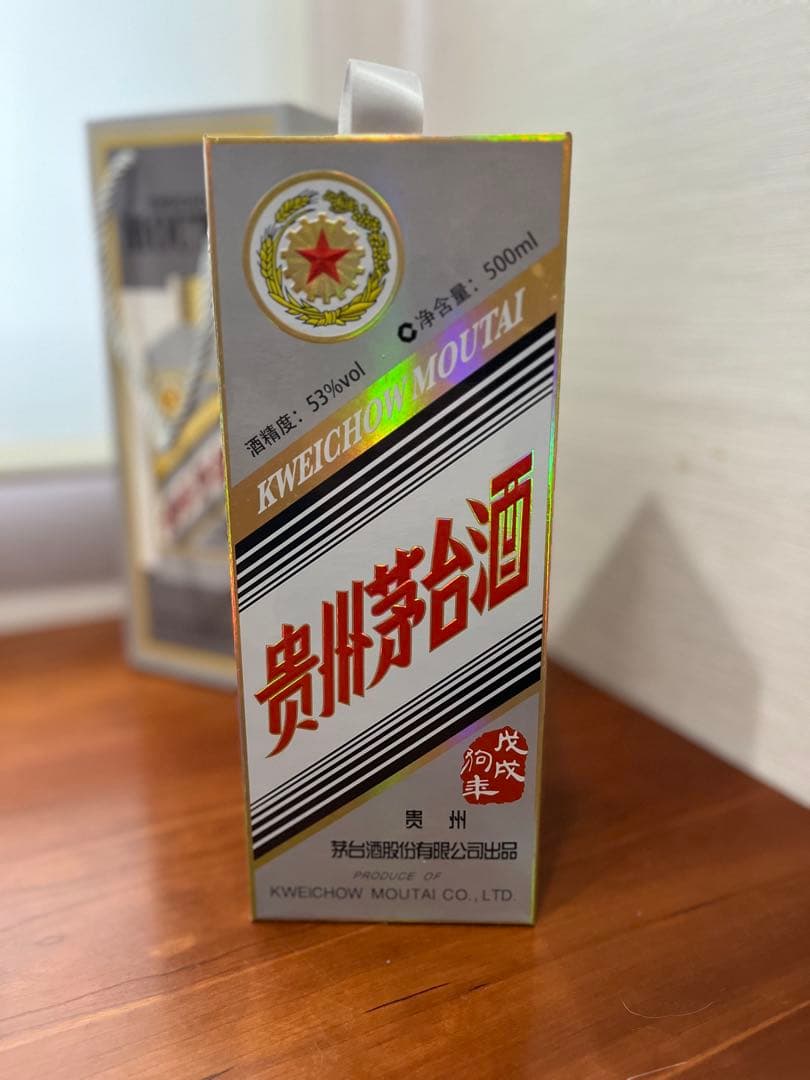 酒精度：53%vol
净含量：500ml
KWEICHOW MOUTAI
贵州茅台酒
戊戌
狗年
贵 州
茅台酒股份有限公司出品
PRODUCE OF
KWEICHOW MOUTAI CO., LTD.